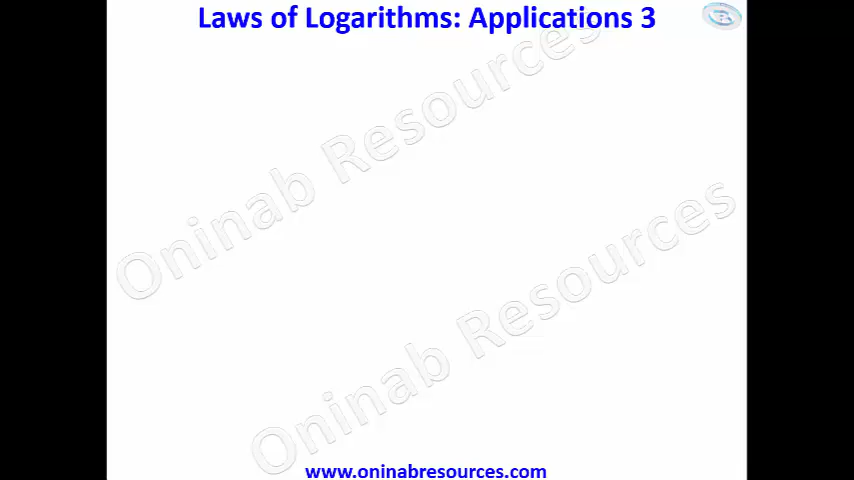 Laws of Logarithms: Applications 3
Oninab Resources
Oninab Resources
www.oninabresources.com